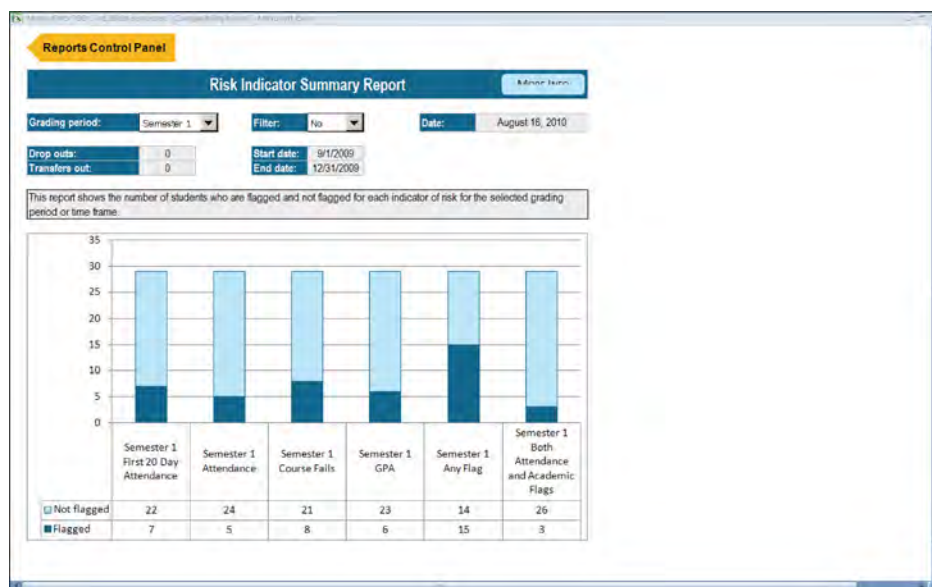 Reports Control Panel
Risk Indicator Summary Report
Grading period: Semester 1 Filter: No Date: August 16, 2010
Drop outs: 0 Start date: 9/1/2009
Transfers out: 0 End date: 12/31/2009
This report shows the number of students who are flagged and not flagged for each indicator of risk for the selected grading
period or time frame.
35
30
25
20
15
10
5
0
Semester 1 First 20 Day Attendance
Semester 1 Attendance
Semester 1 Course Fails
Semester 1 GPA
Semester 1 Any Flag
Semester 1 Both Attendance and Academic Flags
Not flagged 22 24 21 23 14 26
Flagged 7 5 8 6 15 3